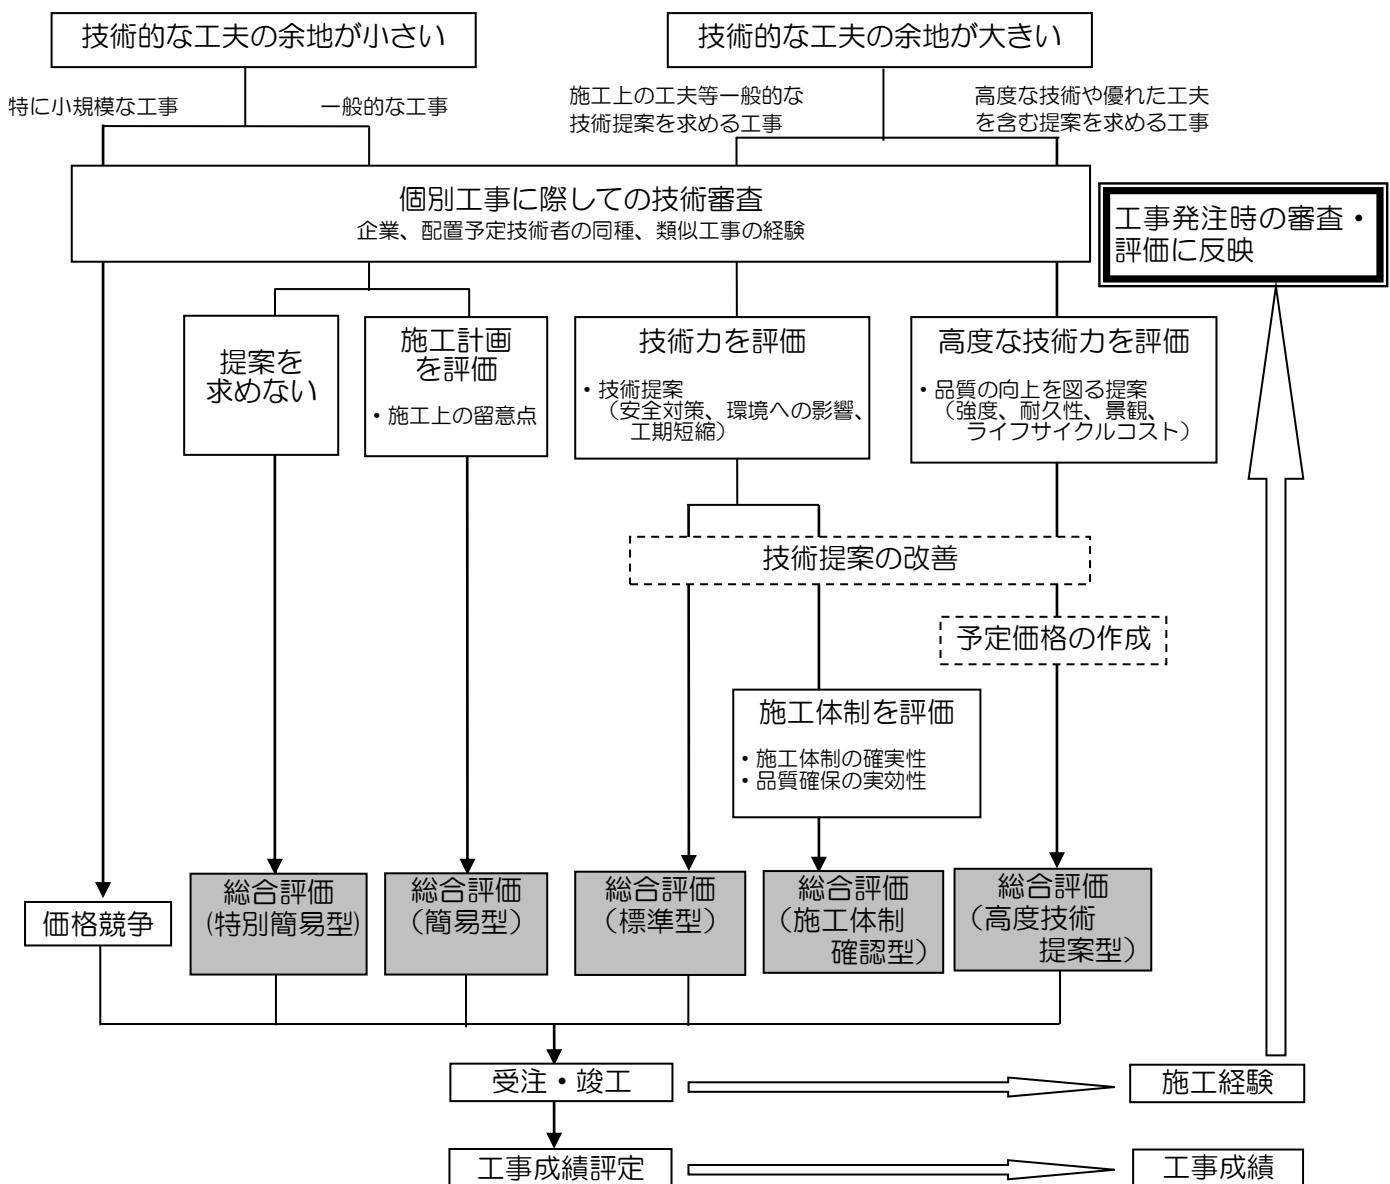 技術的な工夫の余地が小さい
技術的な工夫の余地が大きい
特に小規模な工事
一般的な工事
施工上の工夫等一般的な
技術提案を求める工事
高度な技術や優れた工夫
を含む提案を求める工事
個別工事に際しての技術審査
企業、配置予定技術者の同種、類似工事の経験
工事発注時の審査・
評価に反映
提案を
求めない
施工計画
を評価
・施工上の留意点
技術力を評価
・技術提案
（安全対策、環境への影響、
工期短縮）
高度な技術力を評価
・品質の向上を図る提案
（強度、耐久性、景観、
ライフサイクルコスト）
技術提案の改善
予定価格の作成
施工体制を評価
・施工体制の確実性
・品質確保の実効性
価格競争
総合評価
(特別簡易型)
総合評価
（簡易型）
総合評価
（標準型）
総合評価
（施工体制
確認型）
総合評価
（高度技術
提案型）
受注・竣工
施工経験
工事成績評定
工事成績